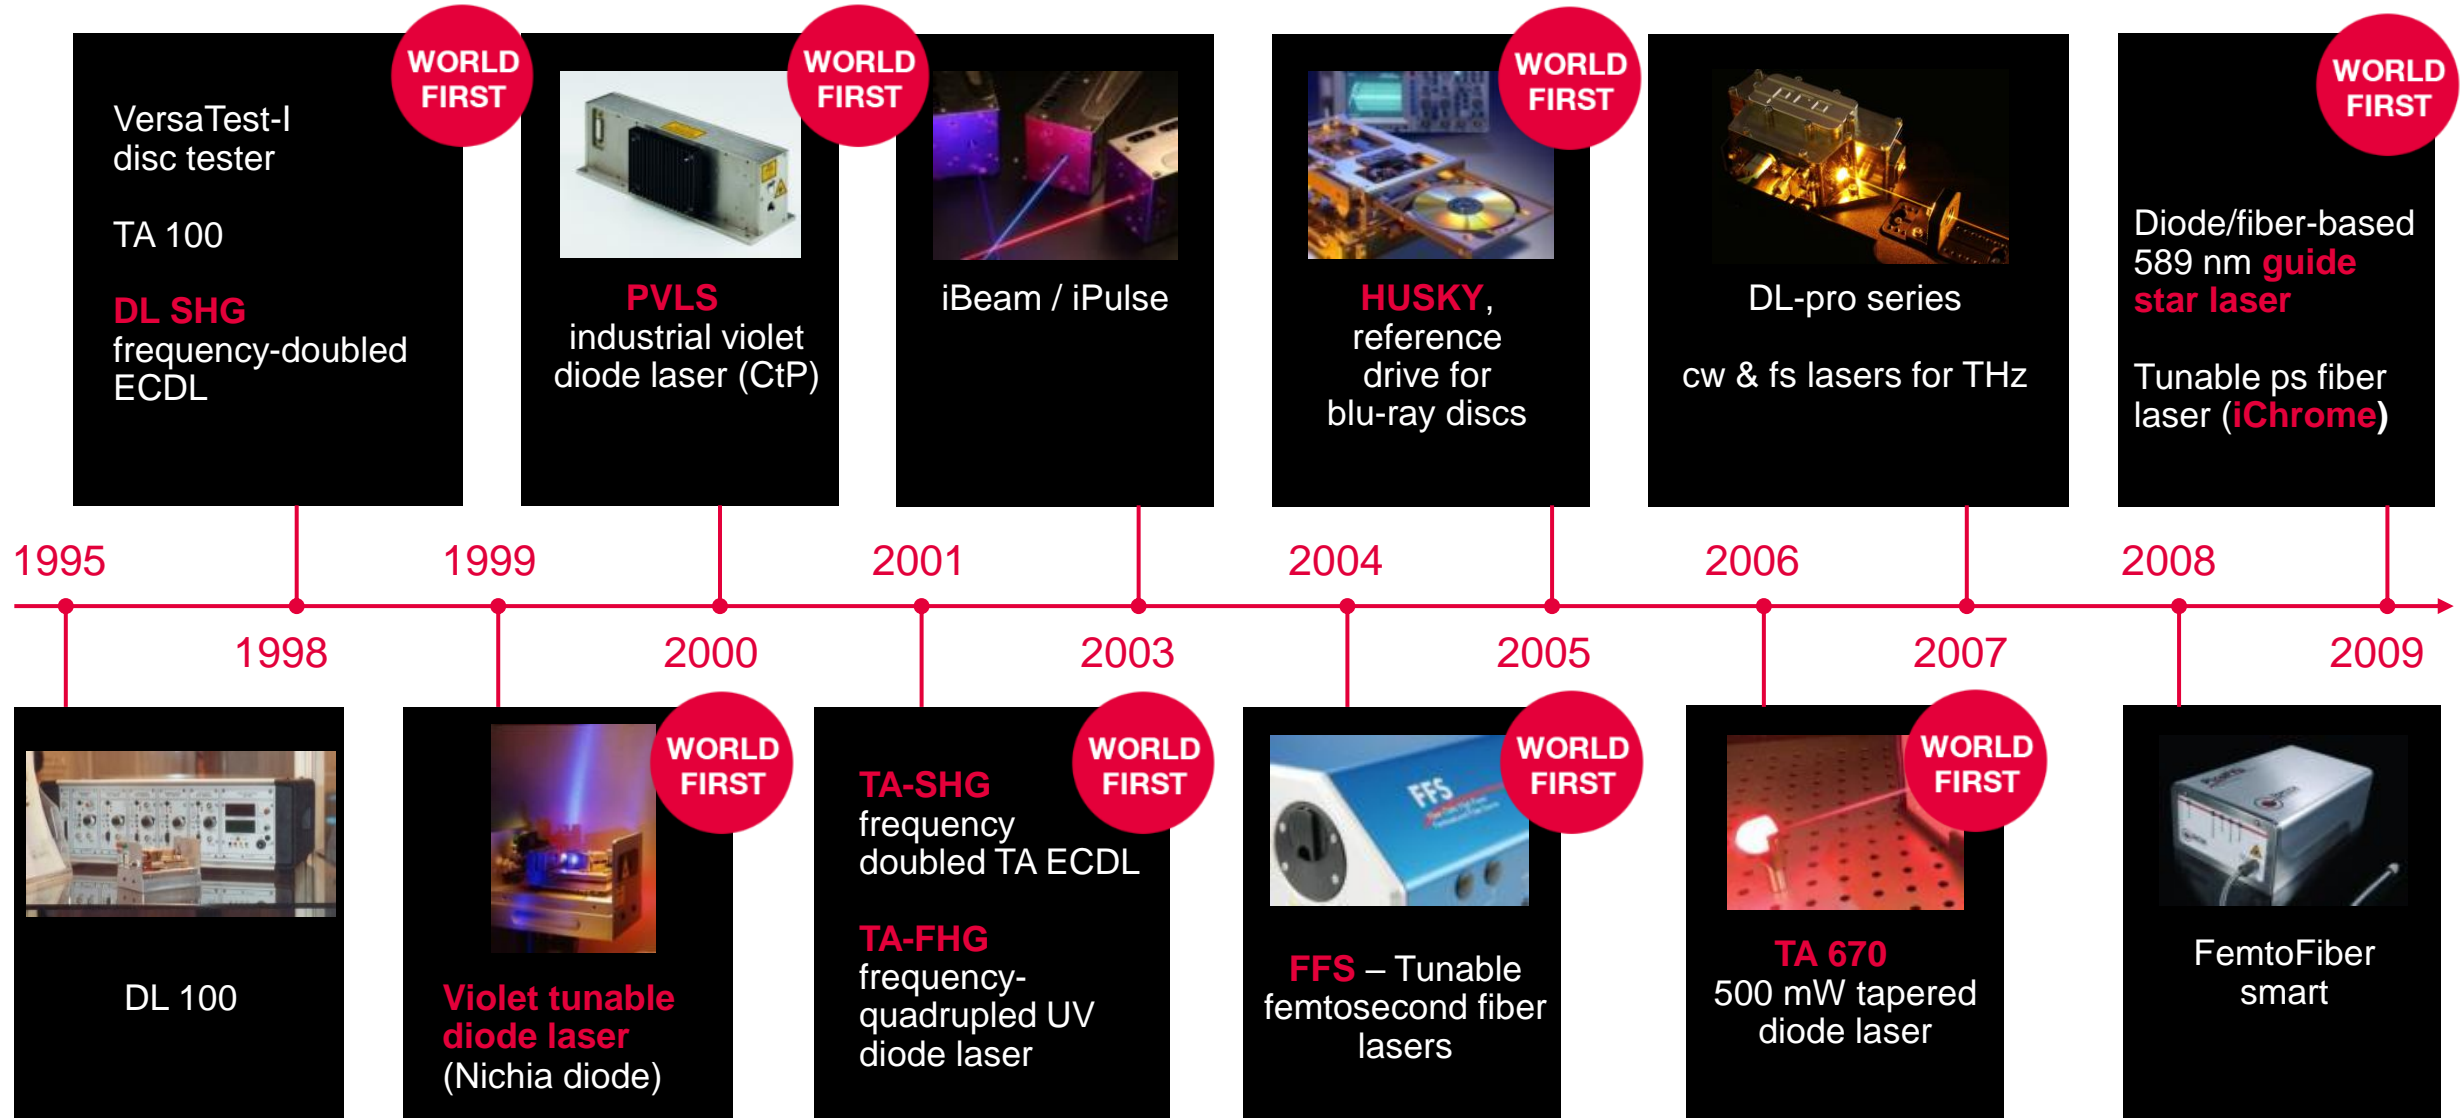 WORLD
FIRST
VersaTest-I
disc tester
TA 100
DL SHG
frequency-doubled
ECDL
WORLD
FIRST
PVLS
industrial violet
diode laser (CtP)
iBeam / iPulse
WORLD
FIRST
HUSKY,
reference
drive for
blu-ray discs
DL-pro series
cw & fs lasers for THz
WORLD
FIRST
Diode/fiber-based
589 nm guide
star laser
Tunable ps fiber
laser (iChrome)
1995
1999
2001
2004
2006
2008
1998
2000
2003
2005
2007
2009
DL 100
WORLD
FIRST
Violet tunable
diode laser
(Nichia diode)
WORLD
FIRST
TA-SHG
frequency
doubled TA ECDL
TA-FHG
frequency-
quadrupled UV
diode laser
WORLD
FIRST
FFS
FFS – Tunable
femtosecond fiber
lasers
WORLD
FIRST
TA 670
500 mW tapered
diode laser
FemtoFiber
smart